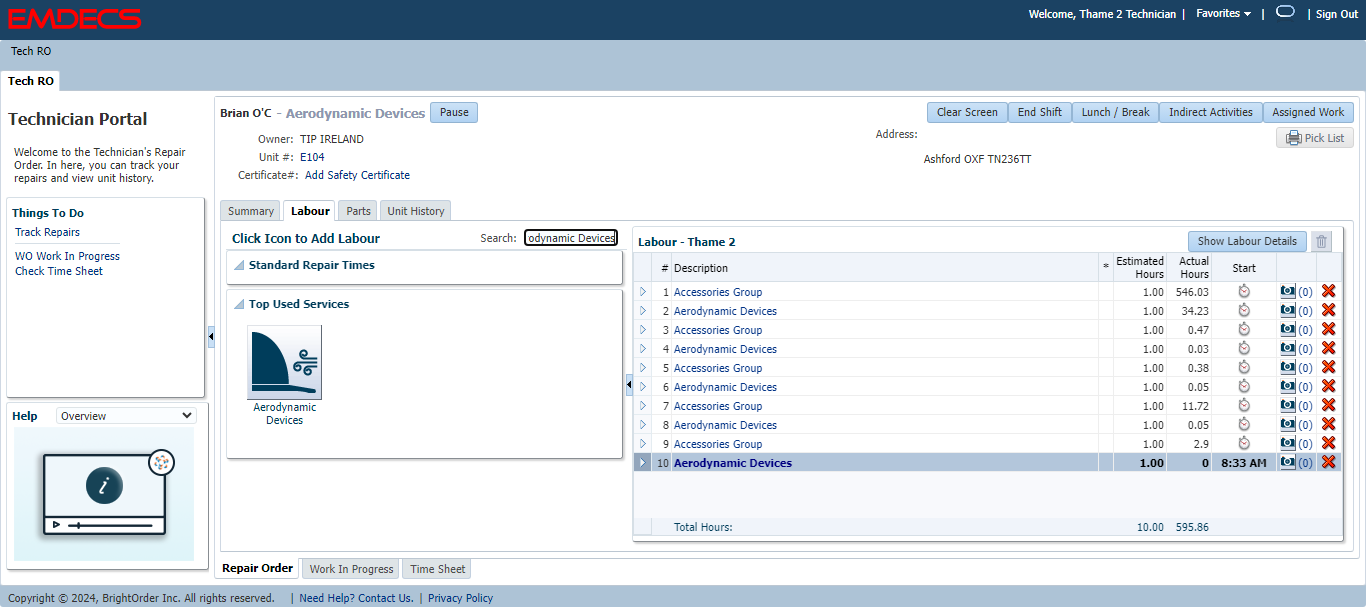 EMDECS
Welcome, Thame 2 Technician | Favorites | | Sign Out
Tech RO
Tech RO
Technician Portal
Welcome to the Technician's Repair
Order. In here, you can track your
repairs and view unit history.
Things To Do
Track Repairs
WO Work In Progress
Check Time Sheet
Help Overview
i
Brian O'C - Aerodynamic Devices Pause
Clear Screen End Shift Lunch / Break Indirect Activities Assigned Work
Owner: TIP IRELAND
Unit #: E104
Certificate#: Add Safety Certificate
Address:
Pick List
Ashford OXF TN236TT
Summary Labour Parts Unit History
Click Icon to Add Labour Search: odynamic Devices
Standard Repair Times
Top Used Services
Aerodynamic
Devices
Labour - Thame 2 Show Labour Details
# Description * Estimated Hours Actual Hours Start
1 Accessories Group 1.00 546.03 (0)
2 Aerodynamic Devices 1.00 34.23 (0)
3 Accessories Group 1.00 0.47 (0)
4 Aerodynamic Devices 1.00 0.03 (0)
5 Accessories Group 1.00 0.38 (0)
6 Aerodynamic Devices 1.00 0.05 (0)
7 Accessories Group 1.00 11.72 (0)
8 Aerodynamic Devices 1.00 0.05 (0)
9 Accessories Group 1.00 2.9 (0)
10 Aerodynamic Devices 1.00 0 8:33 AM (0)
Total Hours: 10.00 595.86
Repair Order Work In Progress Time Sheet
Copyright © 2024, BrightOrder Inc. All rights reserved. | Need Help? Contact Us. | Privacy Policy